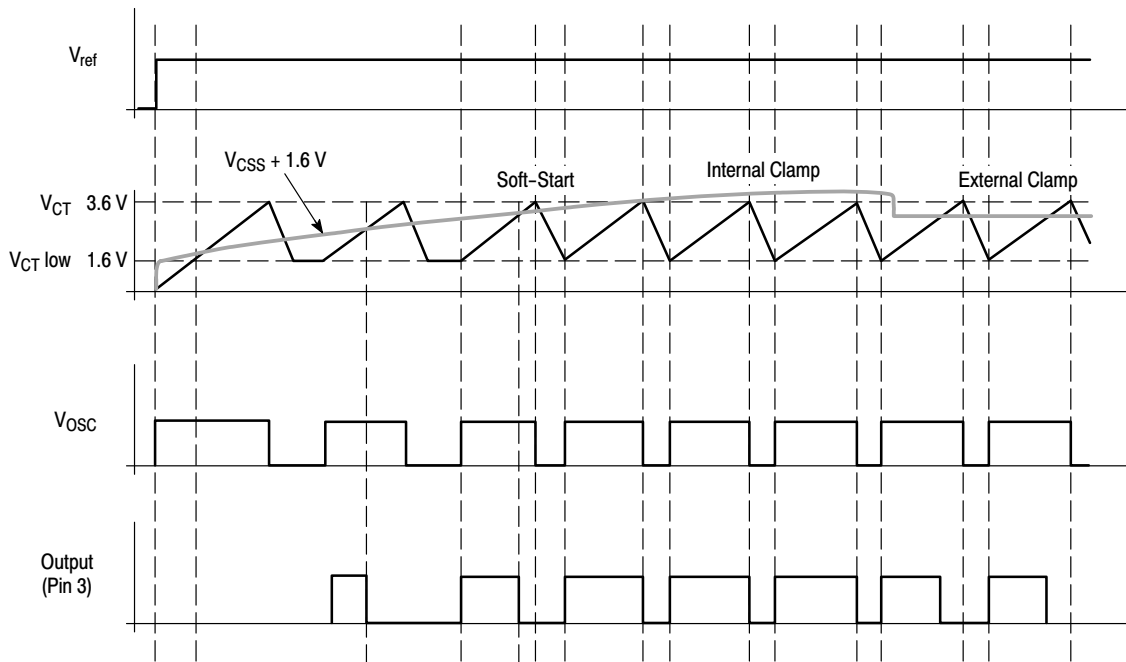 Vref
VCSS + 1.6 V
Soft-Start
Internal Clamp
External Clamp
VCT 3.6 V
VCT low 1.6 V
VOSC
Output
(Pin 3)